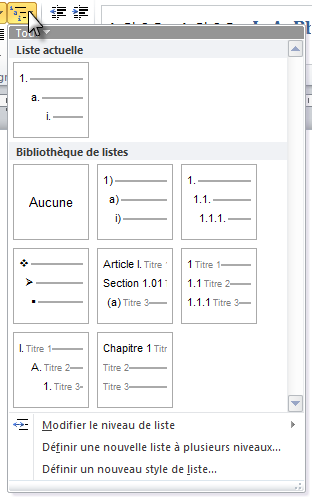 Liste actuelle
1.
a.
i.
Bibliothèque de listes
Aucune
1)
a)
i)
1.
1.1.
1.1.1.
Article I. Titre 1
Section 1.01
(a) Titre 3
1 Titre 1
1.1 Titre 2
1.1.1 Titre 3
I. Titre 1
A. Titre 2
1. Titre 3
Chapitre 1 Titre
Titre 2
Titre 3
Modifier le niveau de liste
Définir une nouvelle liste à plusieurs niveaux...
Définir un nouveau style de liste...